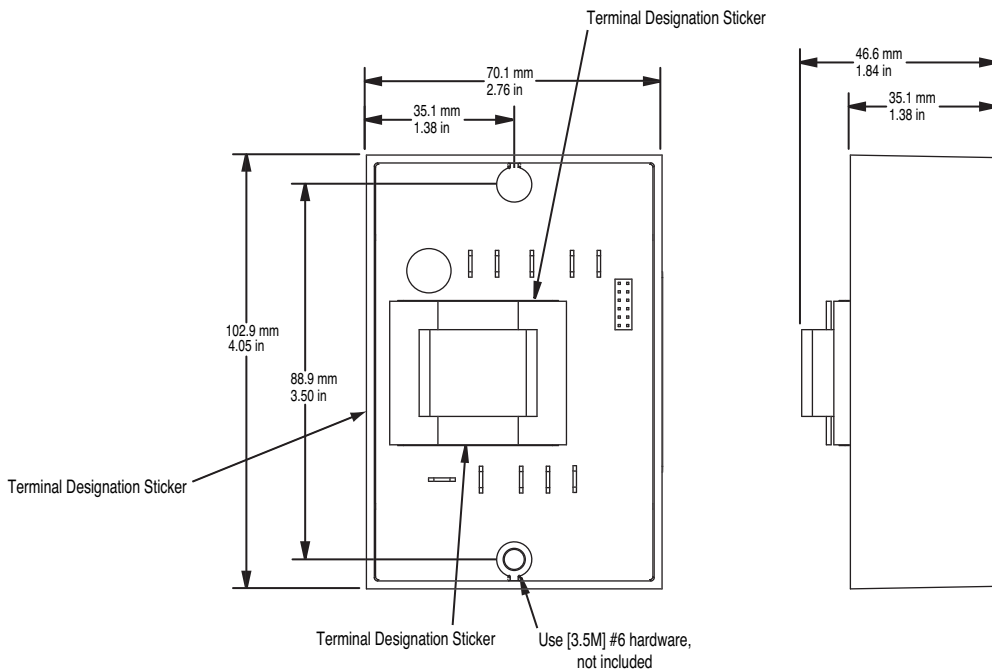 Terminal Designation Sticker
70.1 mm
2.76 in
46.6 mm
1.84 in
35.1 mm
1.38 in
35.1 mm
1.38 in
102.9 mm
4.05 in
88.9 mm
3.50 in
Terminal Designation Sticker
Terminal Designation Sticker
Use [3.5M] #6 hardware,
not included